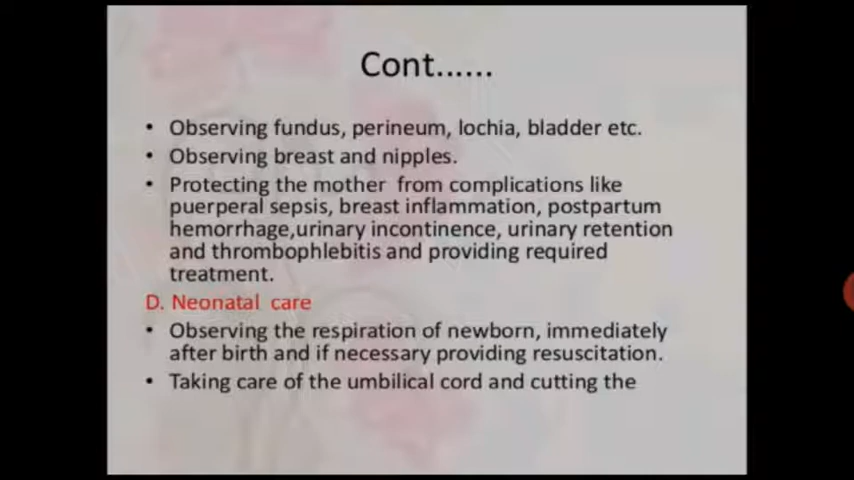 Cont......
• Observing fundus, perineum, lochia, bladder etc.
• Observing breast and nipples.
• Protecting the mother from complications like
puerperal sepsis, breast inflammation, postpartum
hemorrhage,urinary incontinence, urinary retention
and thrombophlebitis and providing required
treatment.
D. Neonatal care
• Observing the respiration of newborn, immediately
after birth and if necessary providing resuscitation.
• Taking care of the umbilical cord and cutting the